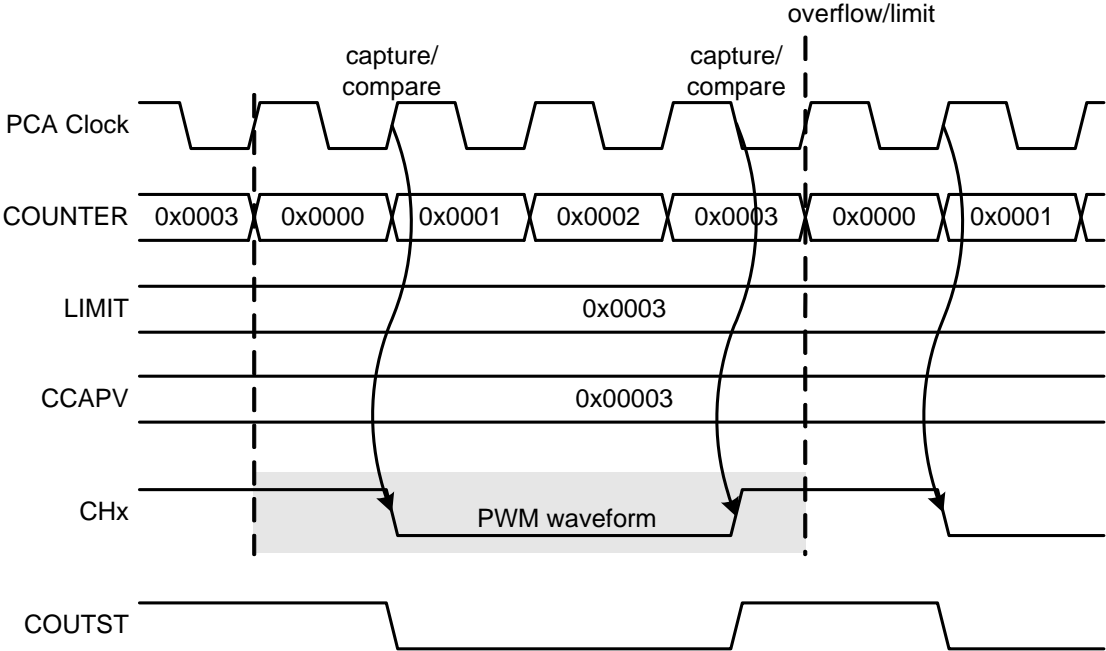 overflow/limit
capture/
compare
capture/
compare
PCA Clock
COUNTER 0x0003 0x0000 0x0001 0x0002 0x0003 0x0000 0x0001
LIMIT 0x0003
CCAPV 0x00003
CHx PWM waveform
COUTST